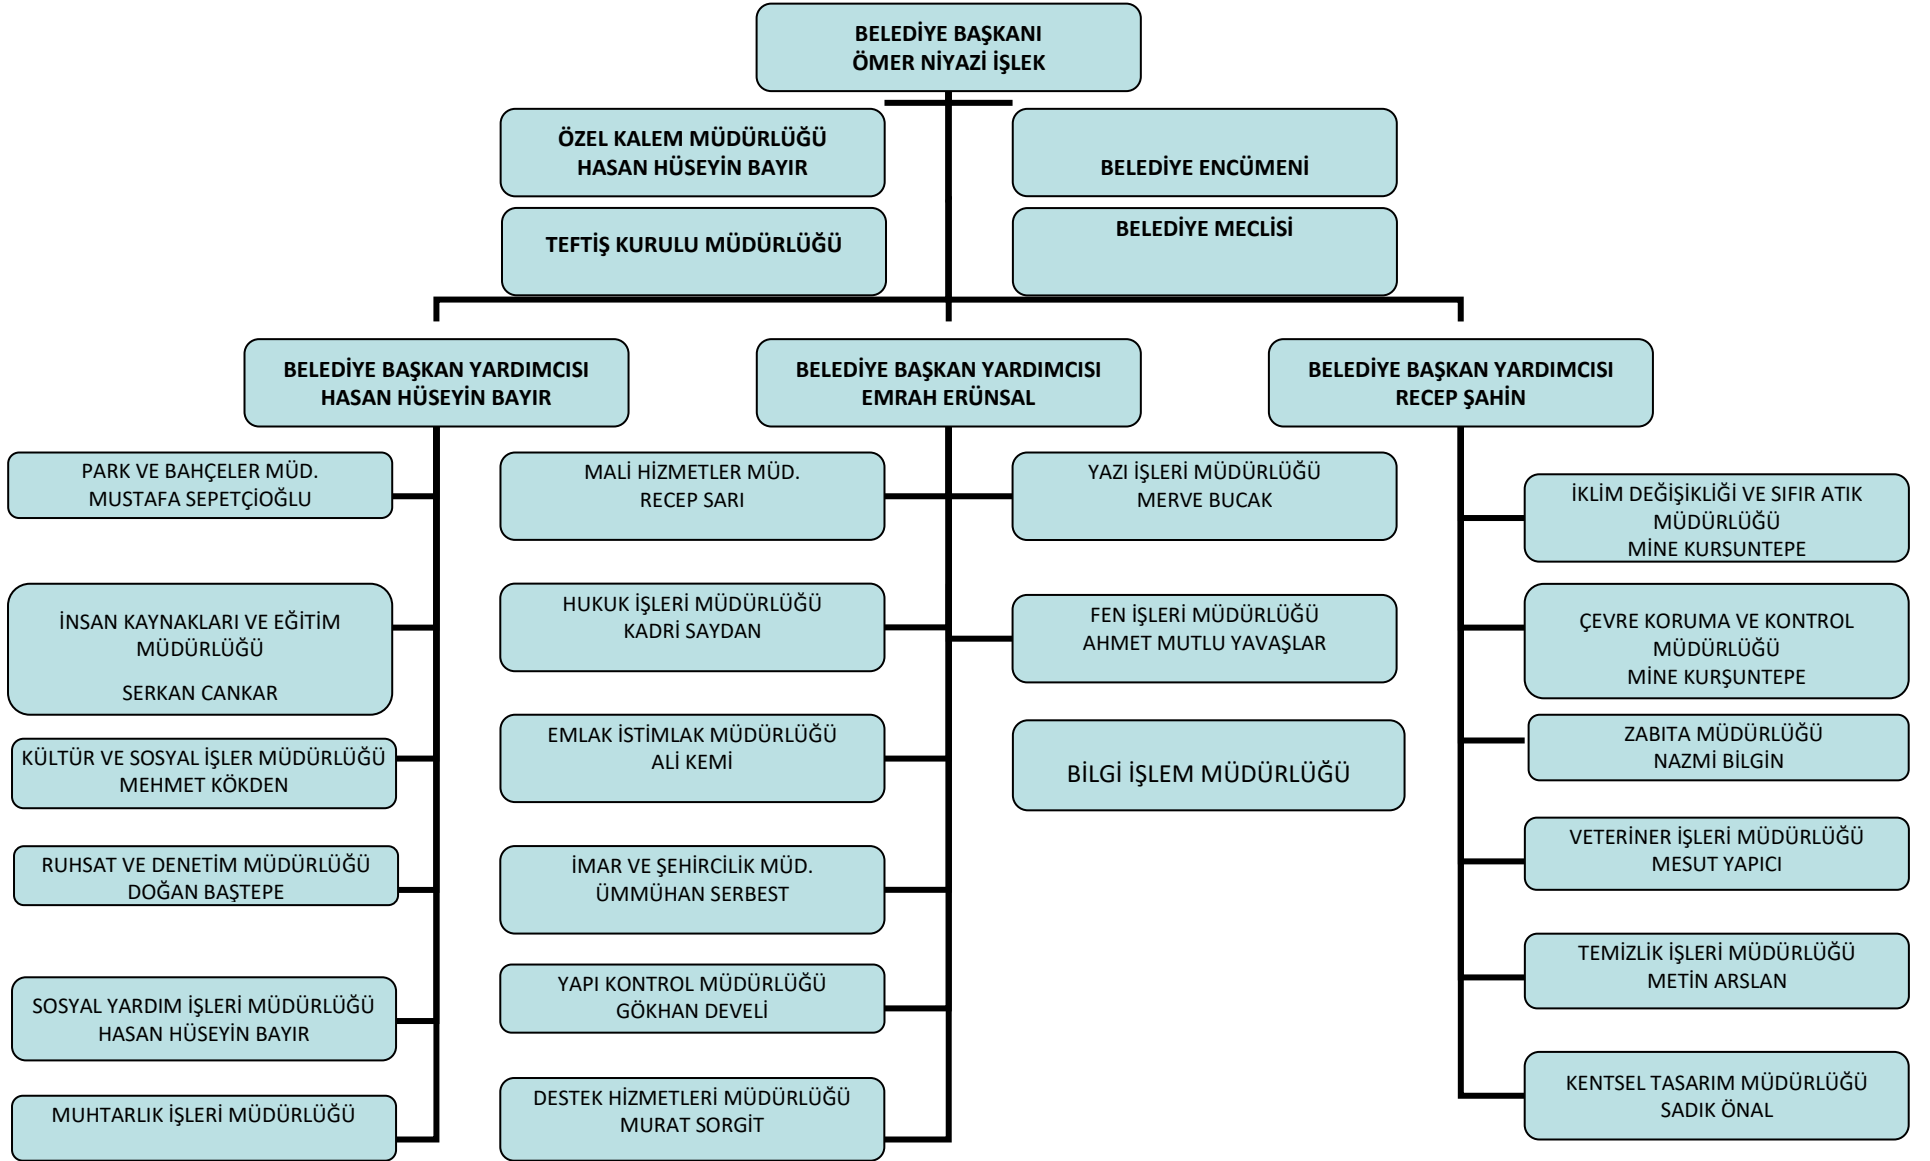 BELEDİYE BAŞKANI
ÖMER NİYAZİ İŞLEK
ÖZEL KALEM MÜDÜRLÜĞÜ
HASAN HÜSEYİN BAYIR
BELEDİYE ENCÜMENİ
TEFTİŞ KURULU MÜDÜRLÜĞÜ
BELEDİYE MECLİSİ
BELEDİYE BAŞKAN YARDIMCISI
HASAN HÜSEYİN BAYIR
BELEDİYE BAŞKAN YARDIMCISI
EMRAH ERÜNSAL
BELEDİYE BAŞKAN YARDIMCISI
RECEP ŞAHİN
PARK VE BAHÇELER MÜD.
MUSTAFA SEPETÇİOĞLU
İNSAN KAYNAKLARI VE EĞİTİM
MÜDÜRLÜĞÜ
SERKAN CANKAR
KÜLTÜR VE SOSYAL İŞLER MÜDÜRLÜĞÜ
MEHMET KÖKDEN
RUHSAT VE DENETİM MÜDÜRLÜĞÜ
DOĞAN BAŞTEPE
SOSYAL YARDIM İŞLERİ MÜDÜRLÜĞÜ
HASAN HÜSEYİN BAYIR
MUHTARLIK İŞLERİ MÜDÜRLÜĞÜ
MALİ HİZMETLER MÜD.
RECEP SARI
HUKUK İŞLERİ MÜDÜRLÜĞÜ
KADRİ SAYDAN
EMLAK İSTİMLAK MÜDÜRLÜĞÜ
ALİ KEMİ
İMAR VE ŞEHİRCİLİK MÜD.
ÜMMÜHAN SERBEST
YAPI KONTROL MÜDÜRLÜĞÜ
GÖKHAN DEVELİ
DESTEK HİZMETLERİ MÜDÜRLÜĞÜ
MURAT SORGİT
YAZI İŞLERİ MÜDÜRLÜĞÜ
MERVE BUCAK
FEN İŞLERİ MÜDÜRLÜĞÜ
AHMET MUTLU YAVAŞLAR
BİLGİ İŞLEM MÜDÜRLÜĞÜ
İKLİM DEĞİŞİKLİĞİ VE SIFIR ATIK
MÜDÜRLÜĞÜ
MİNE KURŞUNTEPE
ÇEVRE KORUMA VE KONTROL
MÜDÜRLÜĞÜ
MİNE KURŞUNTEPE
ZABITA MÜDÜRLÜĞÜ
NAZMİ BİLGİN
VETERİNER İŞLERİ MÜDÜRLÜĞÜ
MESUT YAPICI
TEMİZLİK İŞLERİ MÜDÜRLÜĞÜ
METİN ARSLAN
KENTSEL TASARIM MÜDÜRLÜĞÜ
SADIK ÖNAL